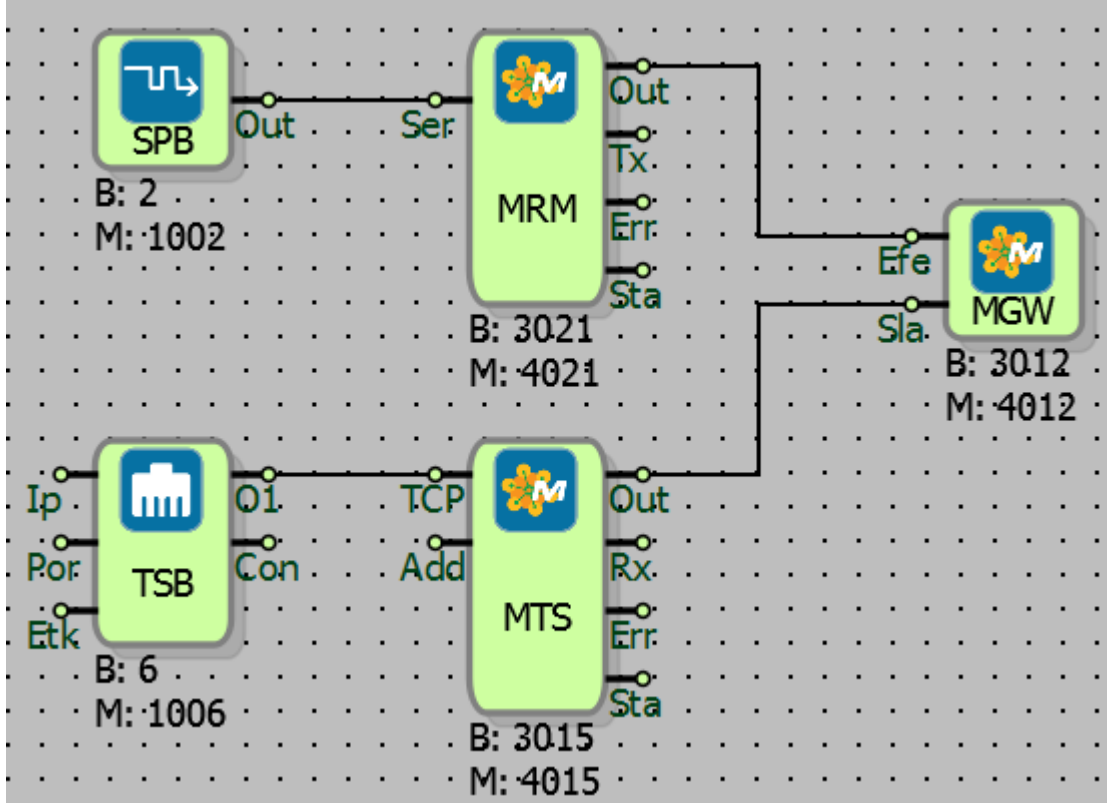 SPB
Out
B: 2
M: 1002
Ser
M
MRM
Out
Tx
Err
Sta
B: 3021
M: 4021
Efe
Sla
M
MGW
B: 3012
M: 4012
Ip
Por
Etk
TSB
O1
Con
B: 6
M: 1006
TCP
Add
M
MTS
Out
Rx
Err
Sta
B: 3015
M: 4015